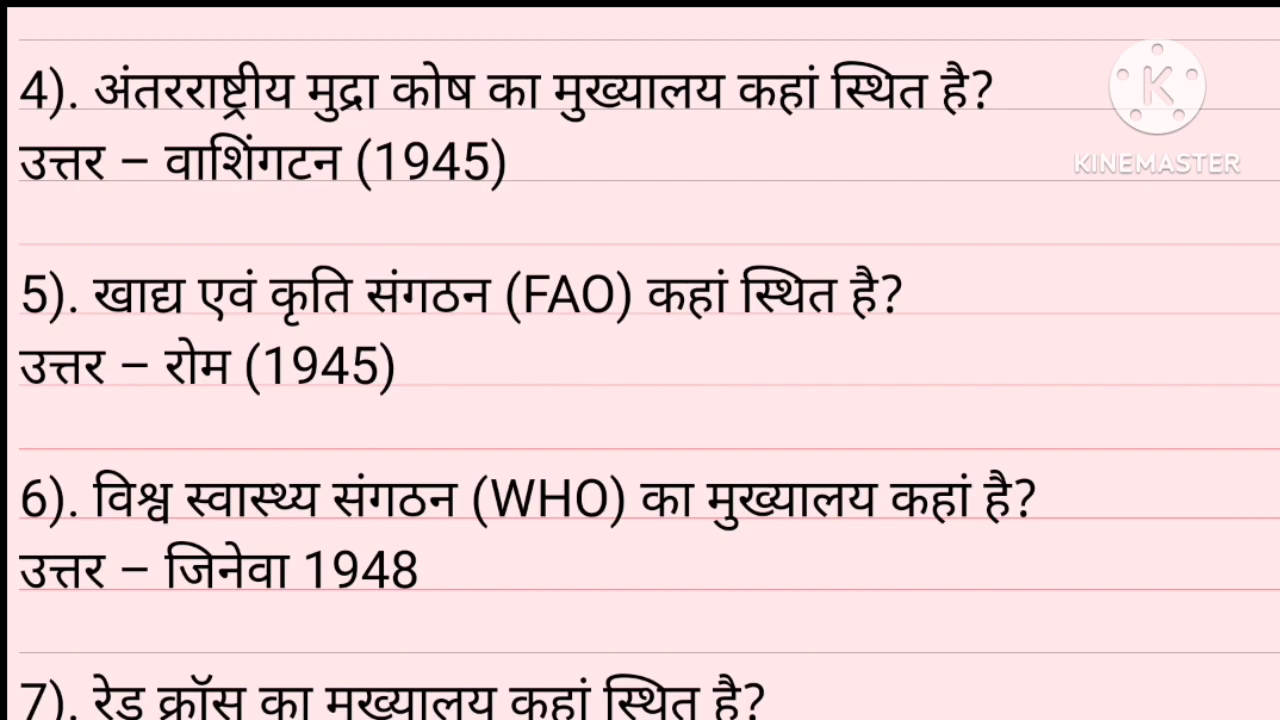 4). अंतरराष्ट्रीय मुद्रा कोष का मुख्यालय कहां स्थित है?
उत्तर – वाशिंगटन (1945)
5). खाद्य एवं कृति संगठन (FAO) कहां स्थित है?
उत्तर – रोम (1945)
6). विश्व स्वास्थ्य संगठन (WHO) का मुख्यालय कहां है?
उत्तर – जिनेवा 1948
7). रेड क्रॉस का मुख्यालय कहां स्थित है?
K
KINEMASTER